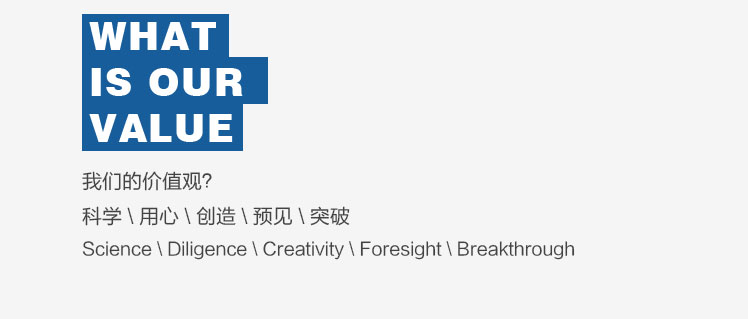 WHAT
IS OUR
VALUE
我们的价值观?
科学 \ 用心 \ 创造 \ 预见 \ 突破
Science \ Diligence \ Creativity \ Foresight \ Breakthrough